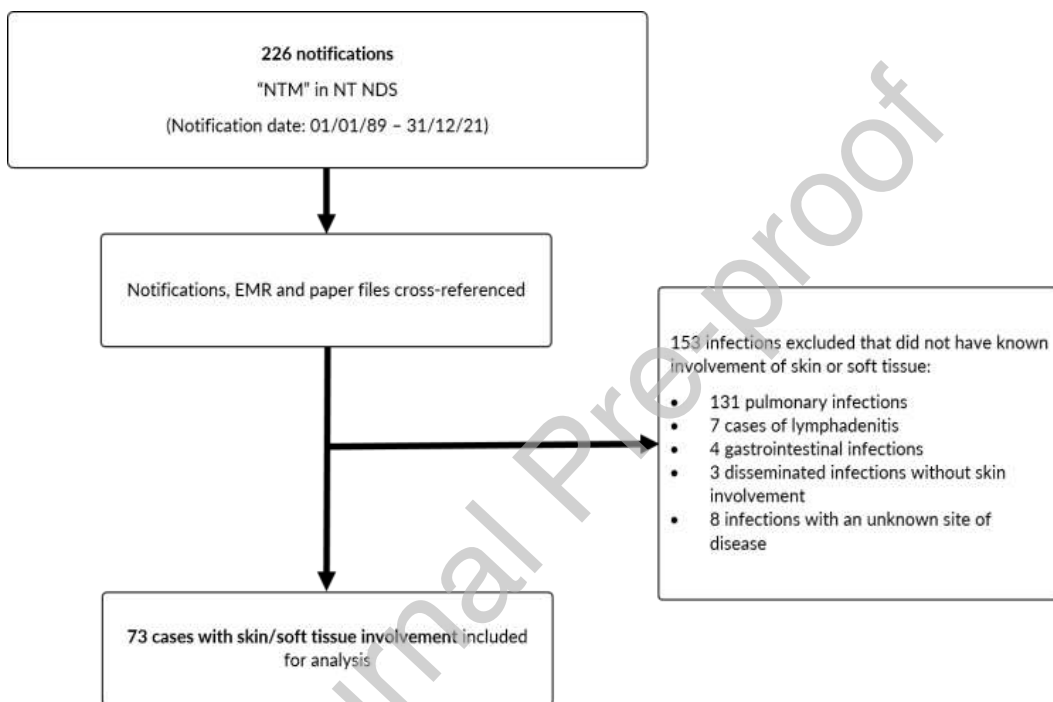 226 notifications
“NTM” in NT NDS
(Notification date: 01/01/89 – 31/12/21)
Notifications, EMR and paper files cross-referenced
153 infections excluded that did not have known
involvement of skin or soft tissue:
• 131 pulmonary infections
• 7 cases of lymphadenitis
• 4 gastrointestinal infections
• 3 disseminated infections without skin
involvement
• 8 infections with an unknown site of
disease
73 cases with skin/soft tissue involvement included
for analysis
urnal Pre-proof